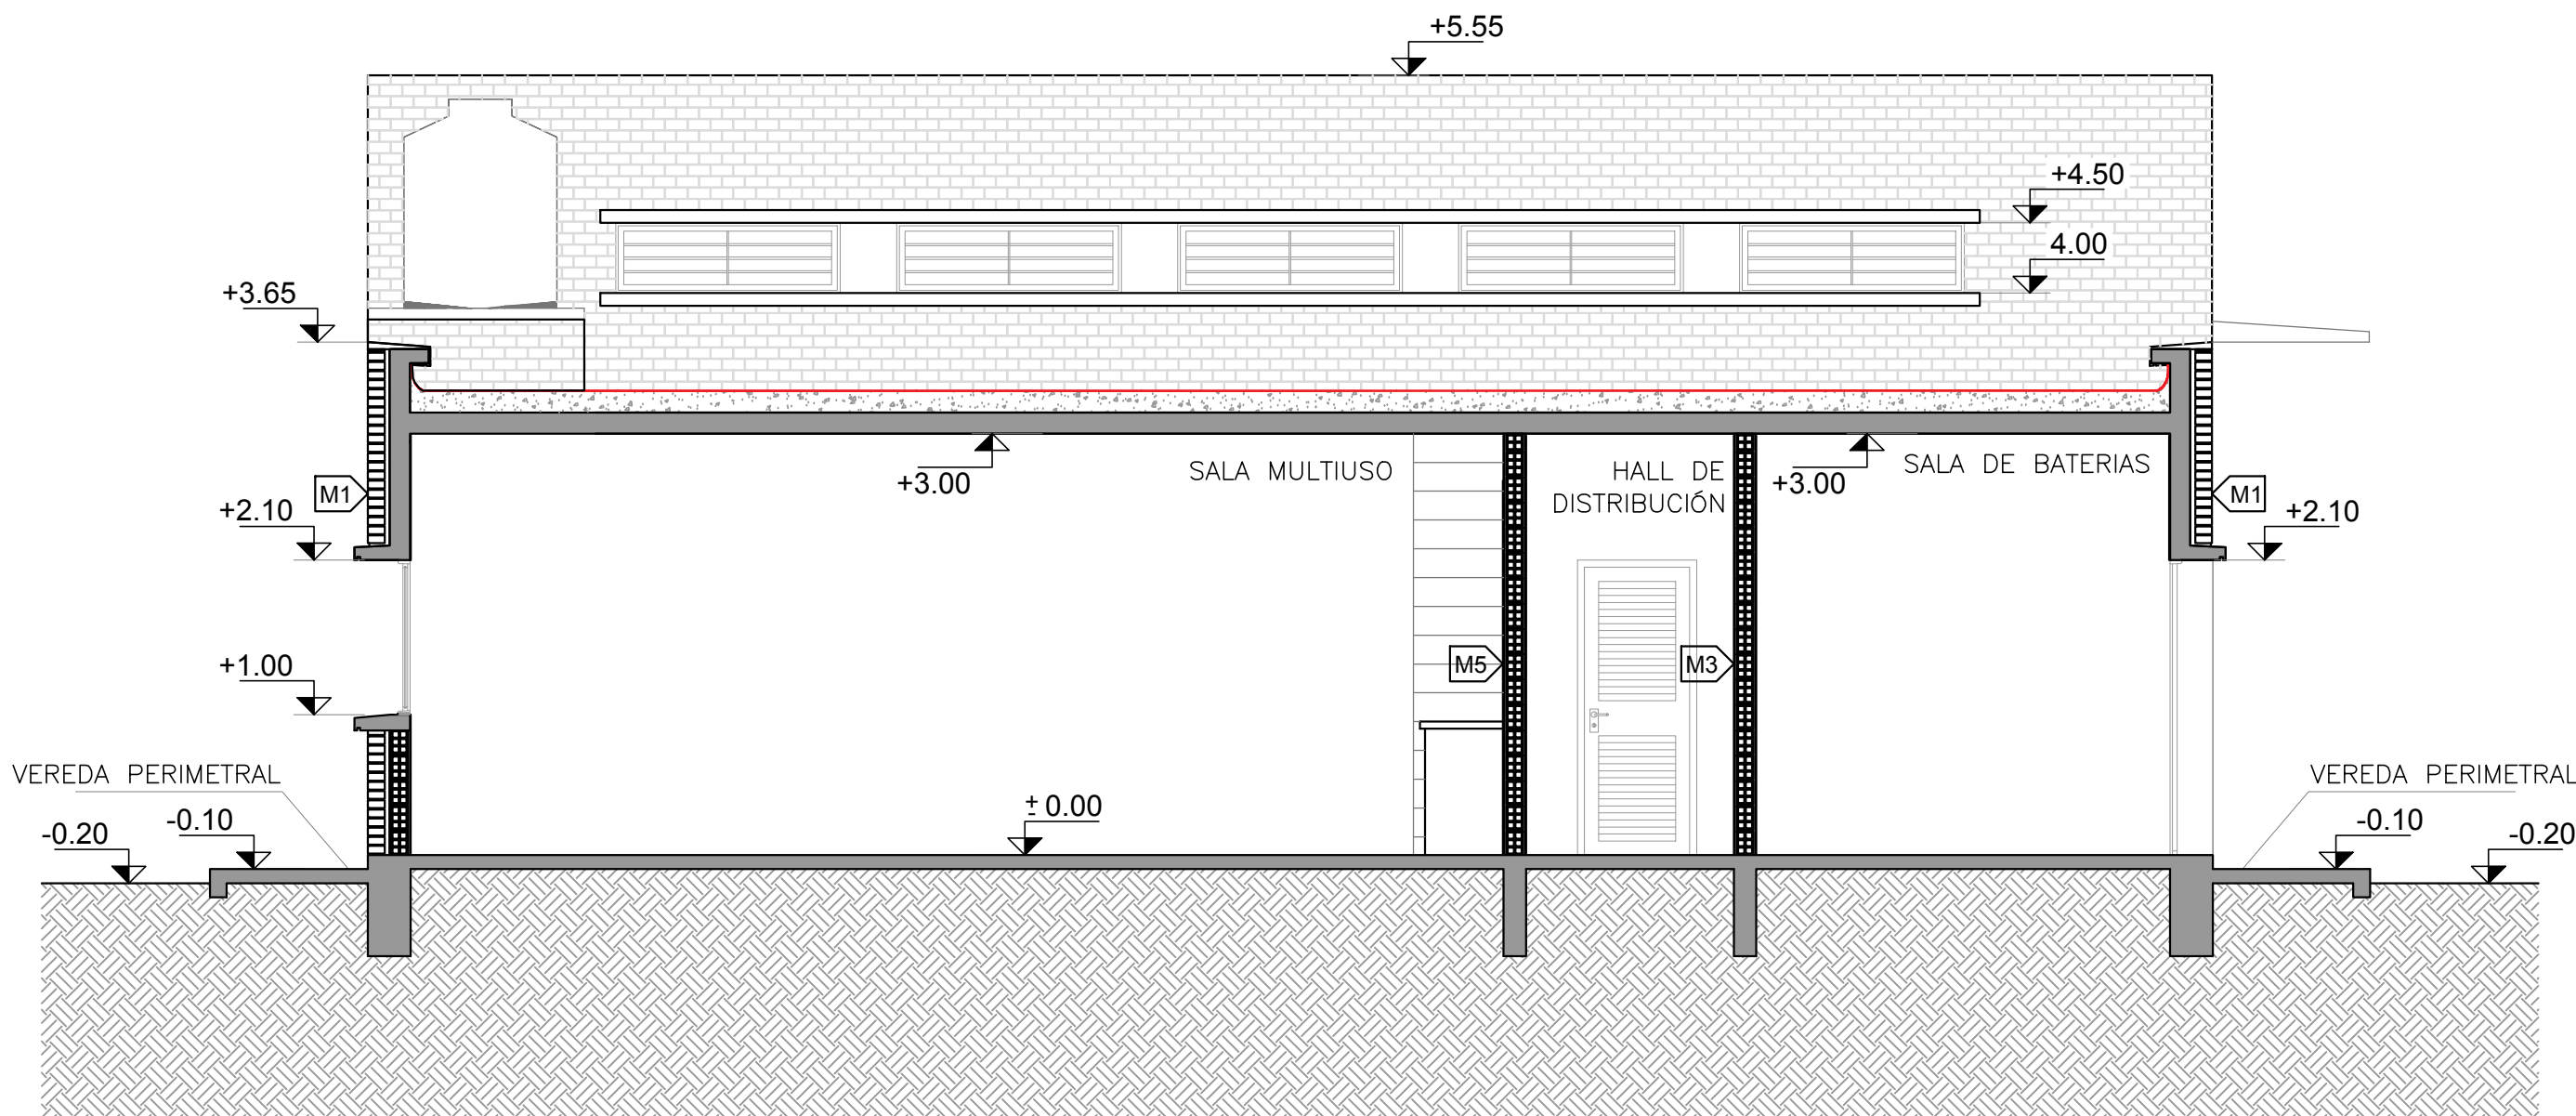 +5.55
+4.50
4.00
+3.65
SALA MULTIUSO
HALL DE
DISTRIBUCIÓN
SALA DE BATERIAS
+3.00
+3.00
M1
M1
+2.10
+2.10
M5
M3
+1.00
VEREDA PERIMETRAL
VEREDA PERIMETRAL
± 0.00
-0.20
-0.10
-0.10
-0.20